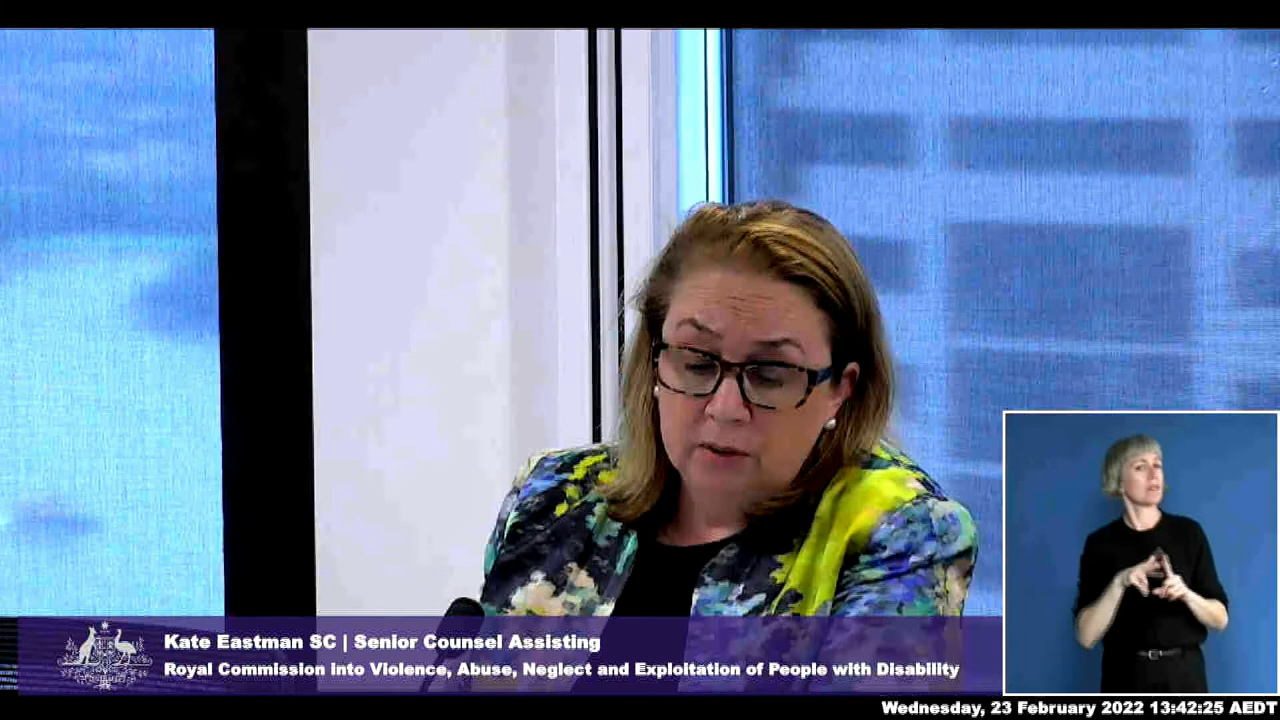 Kate Eastman SC | Senior Counsel Assisting
Royal Commission into Violence, Abuse, Neglect and Exploitation of People with Disability
Wednesday, 23 February 2022 13:42:25 AEDT